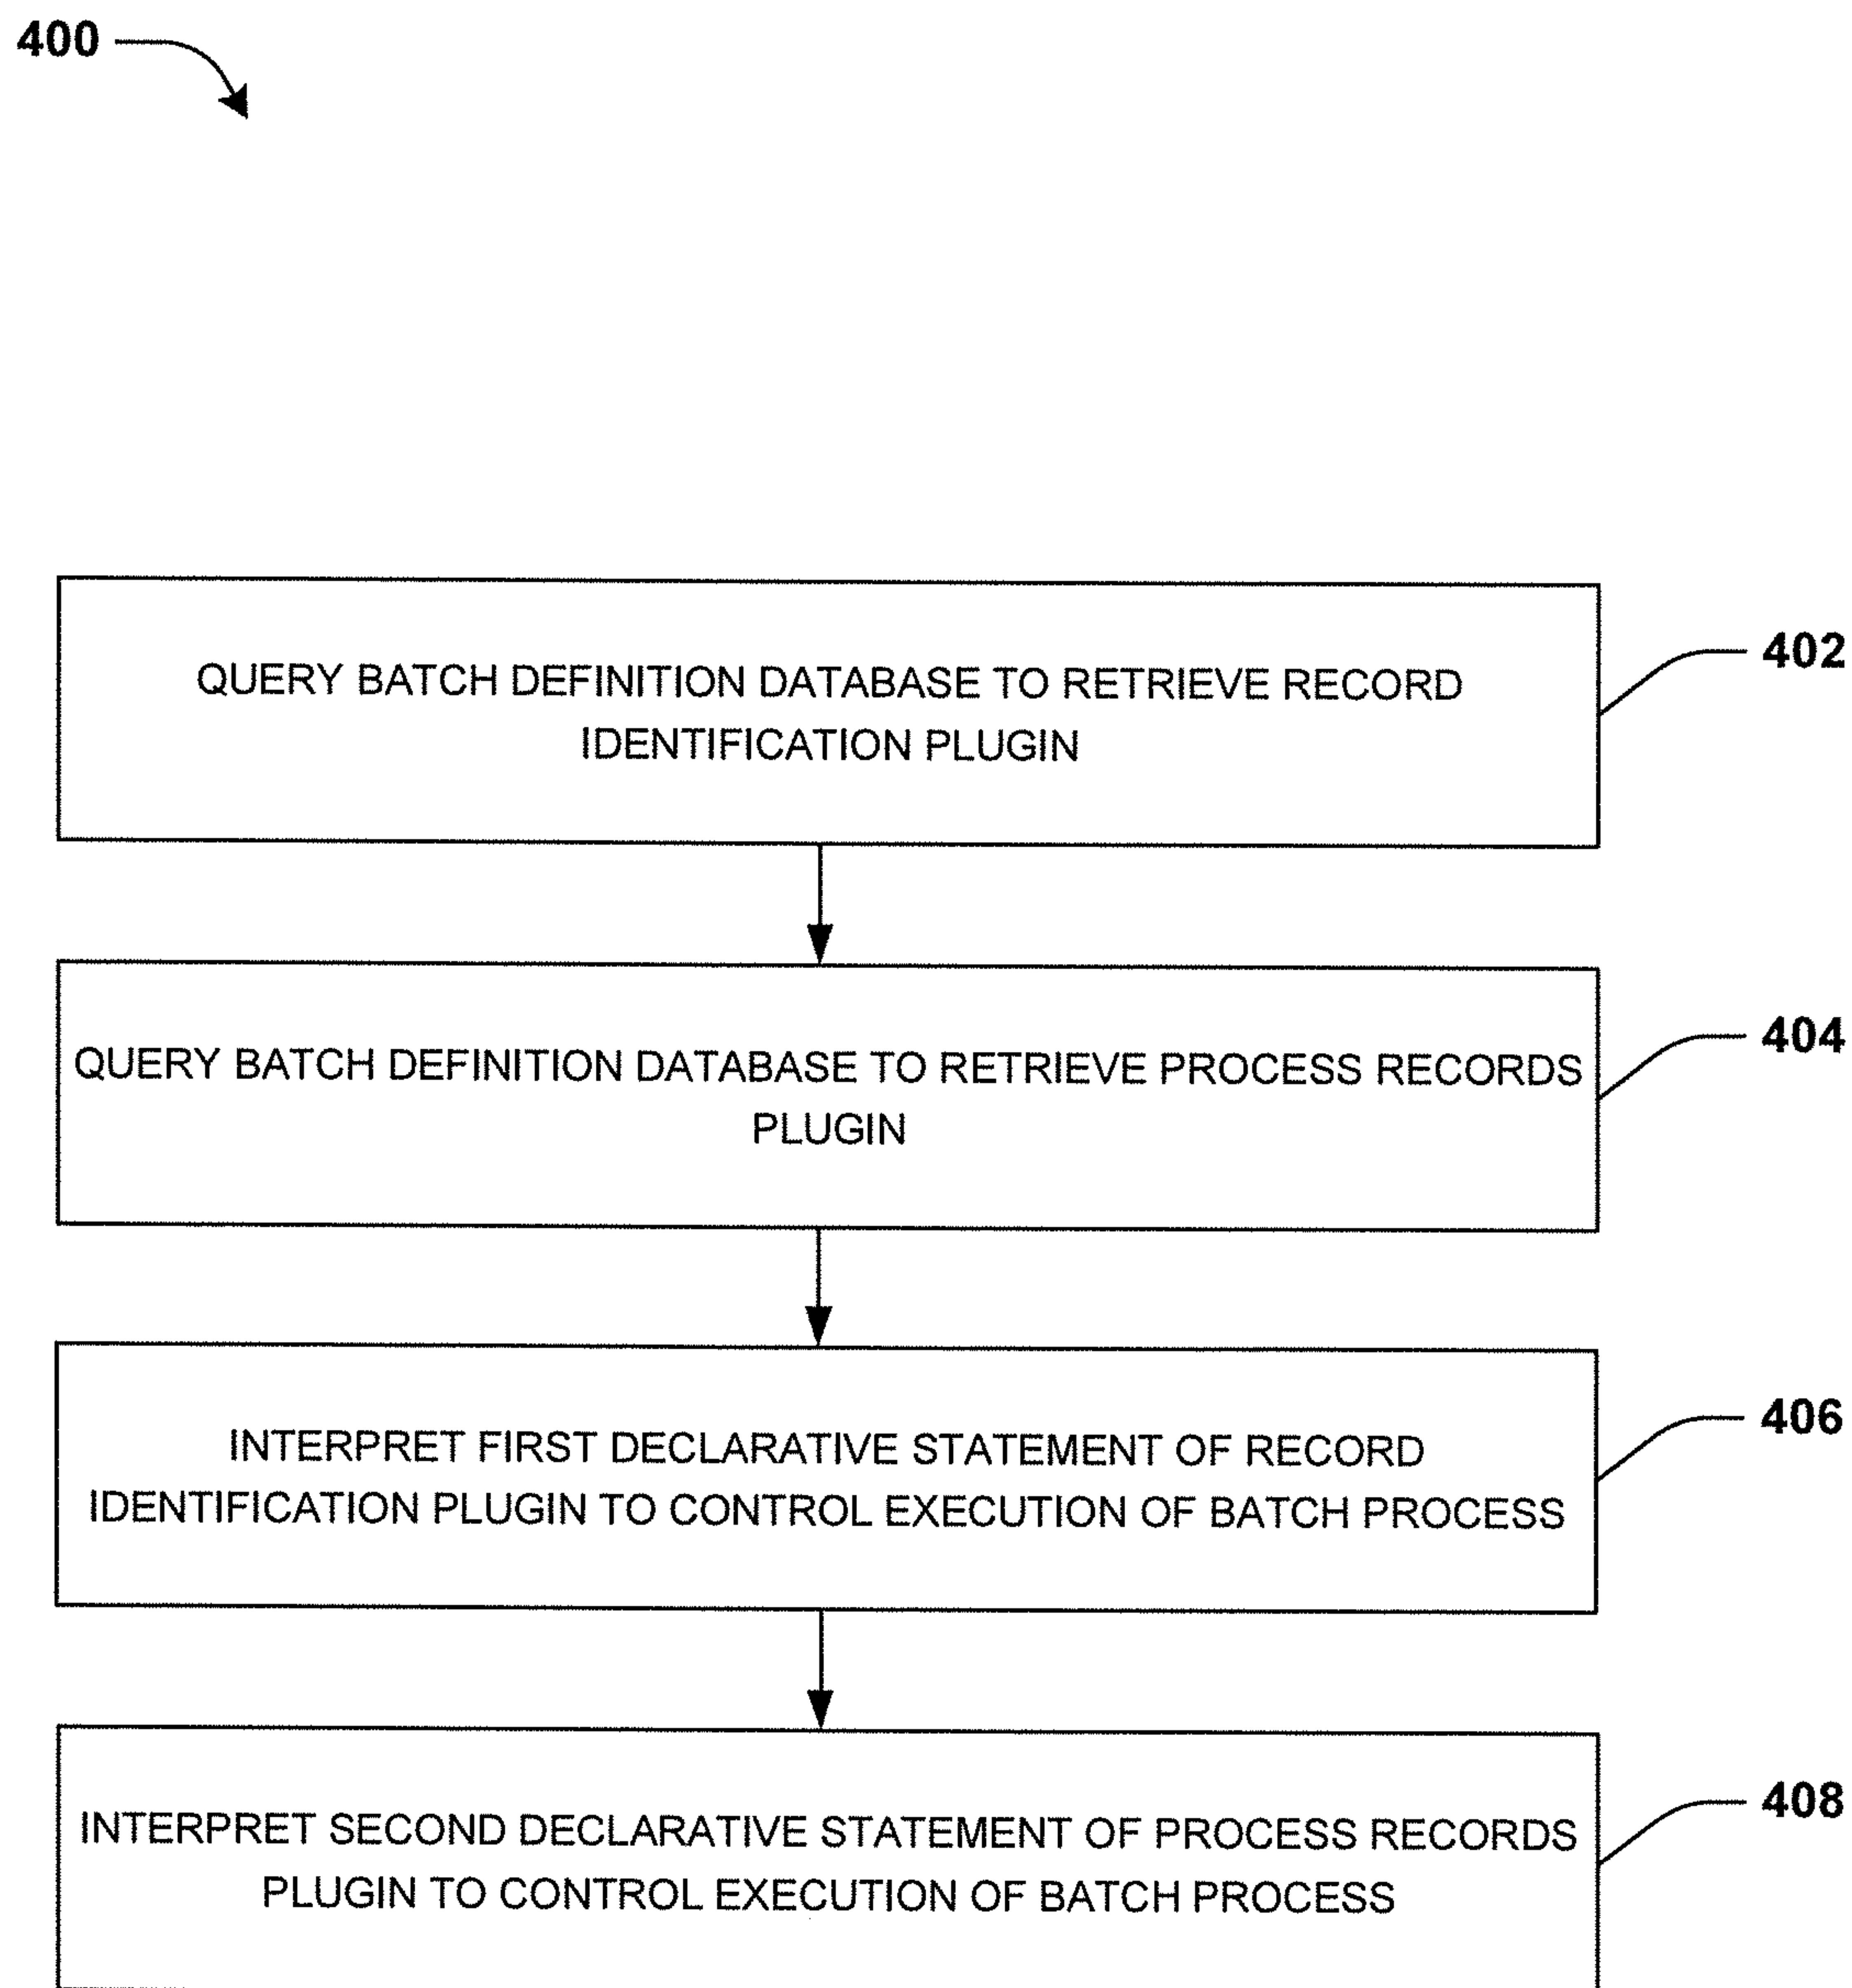 400
QUERY BATCH DEFINITION DATABASE TO RETRIEVE RECORD
IDENTIFICATION PLUGIN
402
QUERY BATCH DEFINITION DATABASE TO RETRIEVE PROCESS RECORDS
PLUGIN
404
INTERPRET FIRST DECLARATIVE STATEMENT OF RECORD
IDENTIFICATION PLUGIN TO CONTROL EXECUTION OF BATCH PROCESS
406
INTERPRET SECOND DECLARATIVE STATEMENT OF PROCESS RECORDS
PLUGIN TO CONTROL EXECUTION OF BATCH PROCESS
408